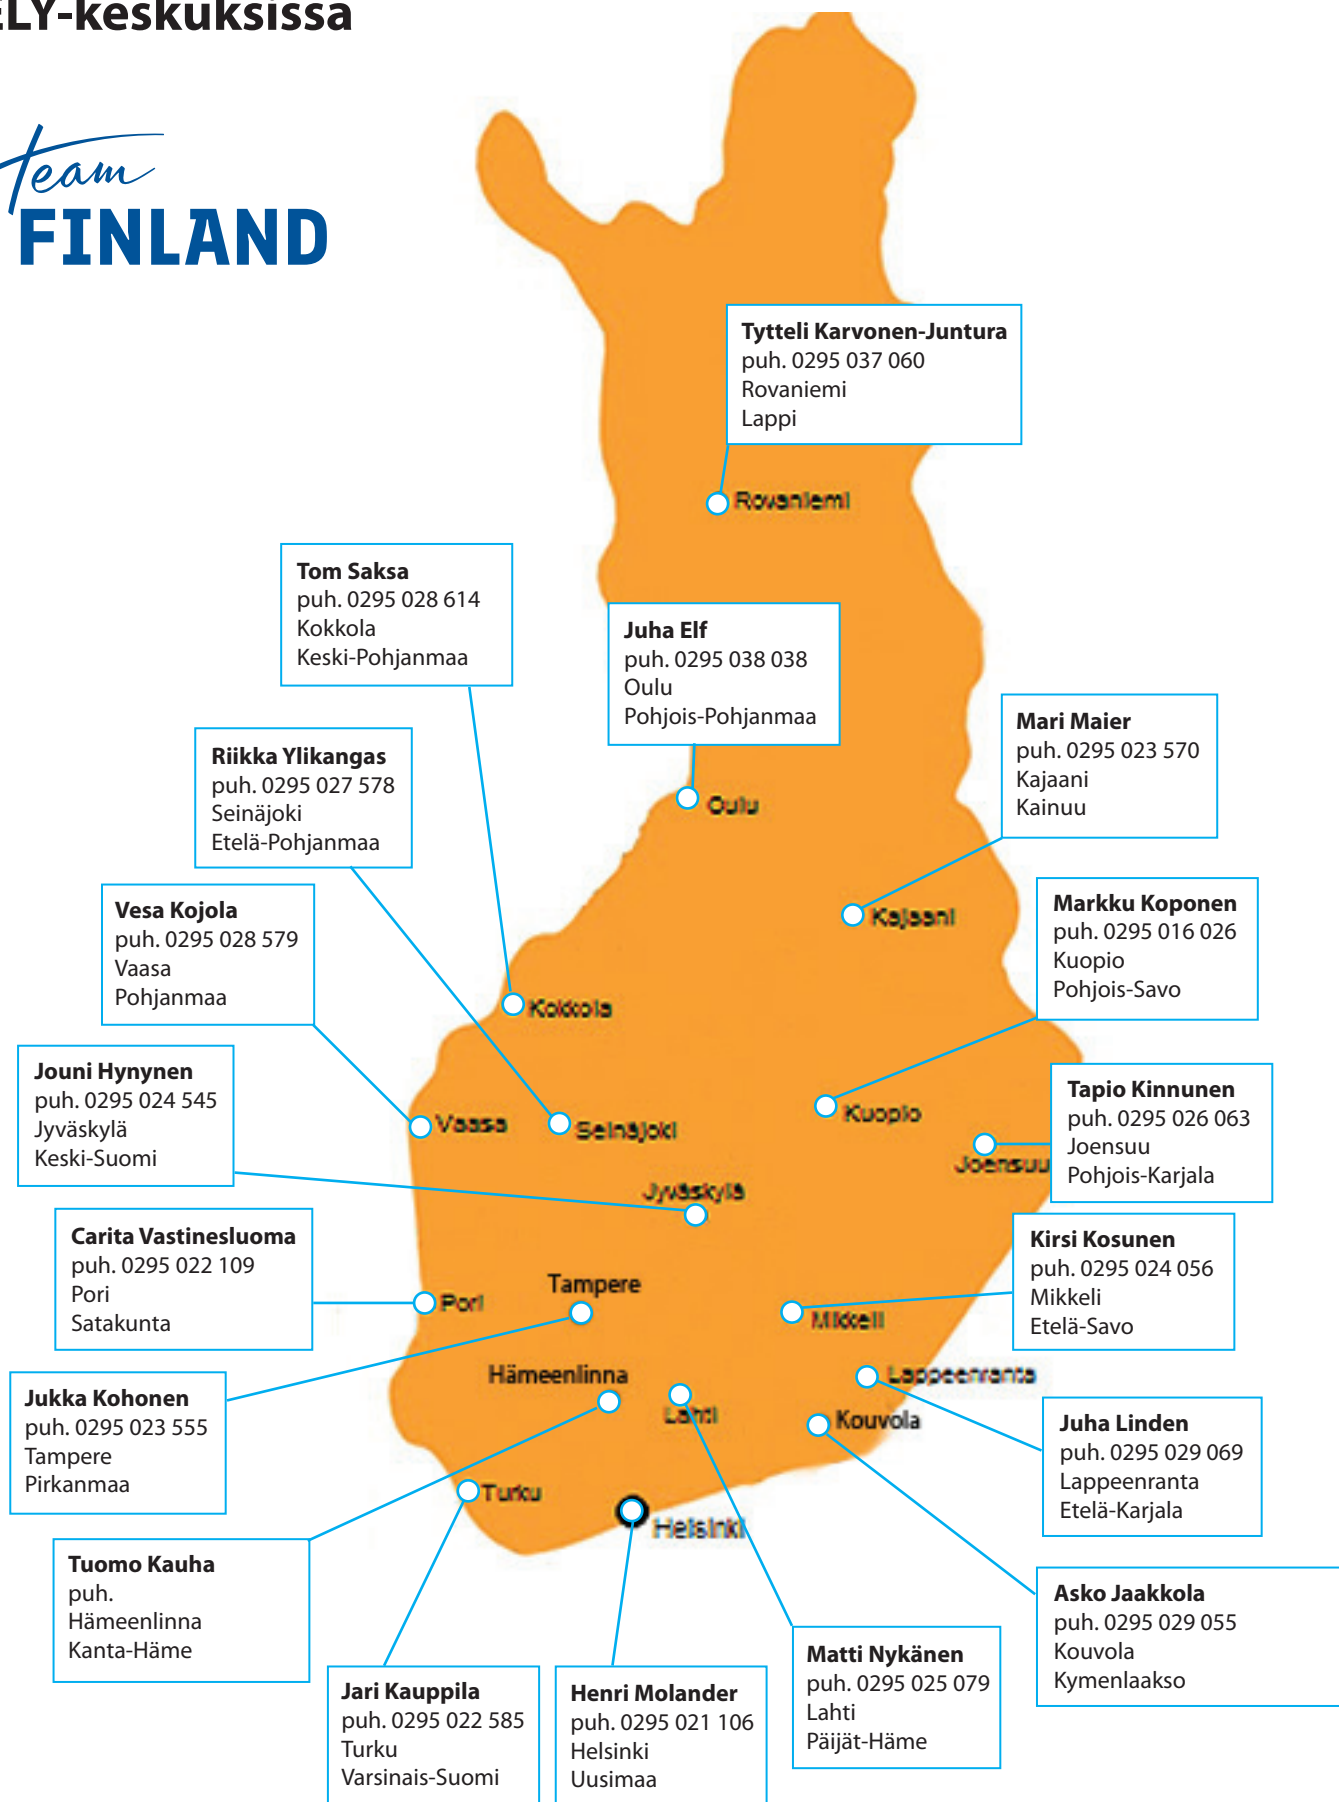 ELY-keskuksissa
team
FINLAND
Tytteli Karvonen-Juntura
puh. 0295 037 060
Rovaniemi
Lappi
Rovaniemi
Tom Saksa
puh. 0295 028 614
Kokkola
Keski-Pohjanmaa
Juha Elf
puh. 0295 038 038
Oulu
Pohjois-Pohjanmaa
Mari Maier
puh. 0295 023 570
Kajaani
Kainuu
Riikka Ylikangas
puh. 0295 027 578
Seinäjoki
Etelä-Pohjanmaa
Oulu
Vesa Kojola
puh. 0295 028 579
Vaasa
Pohjanmaa
Kajaani
Markku Koponen
puh. 0295 016 026
Kuopio
Pohjois-Savo
Kokkola
Jouni Hynynen
puh. 0295 024 545
Jyväskylä
Keski-Suomi
Vaasa
Seinäjoki
Kuopio
Joensuu
Tapio Kinnunen
puh. 0295 026 063
Joensuu
Pohjois-Karjala
Jyväskylä
Carita Vastinesluoma
puh. 0295 022 109
Pori
Satakunta
Pori
Tampere
Mikkeli
Kirsi Kosunen
puh. 0295 024 056
Mikkeli
Etelä-Savo
Jukka Kohonen
puh. 0295 023 555
Tampere
Pirkanmaa
Hämeenlinna
Lahti
Lappeenranta
Kouvola
Juha Linden
puh. 0295 029 069
Lappeenranta
Etelä-Karjala
Turku
Helsinki
Tuomo Kauha
puh.
Hämeenlinna
Kanta-Häme
Jari Kauppila
puh. 0295 022 585
Turku
Varsinais-Suomi
Henri Molander
puh. 0295 021 106
Helsinki
Uusimaa
Matti Nykänen
puh. 0295 025 079
Lahti
Päijät-Häme
Asko Jaakkola
puh. 0295 029 055
Kouvola
Kymenlaakso